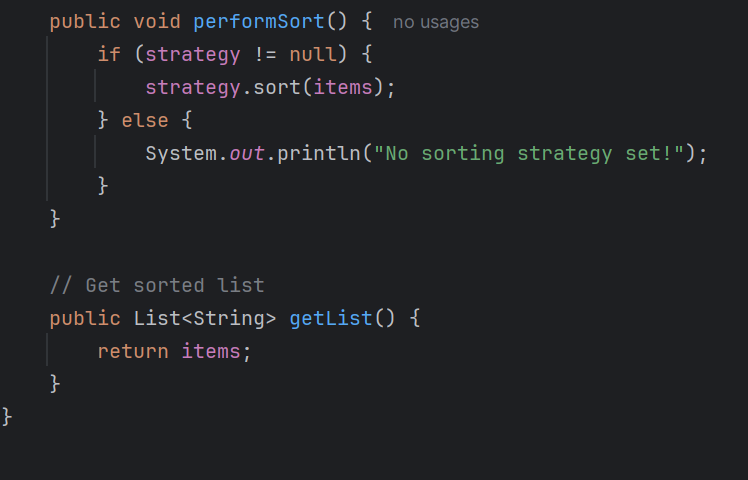 public void performSort() { no usages
if (strategy != null) {
strategy.sort(items);
} else {
System.out.println("No sorting strategy set!");
}
}
// Get sorted list
public List<String> getList() {
return items;
}
}